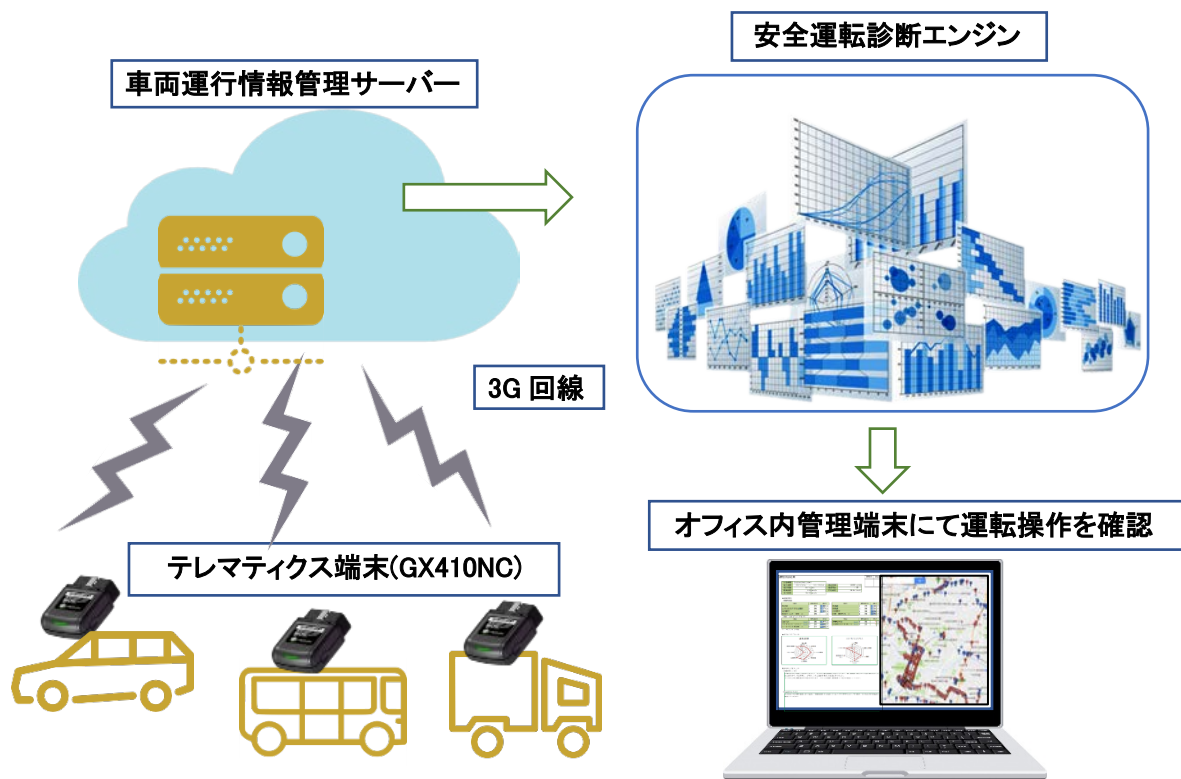 安全運転診断エンジン
車両運行情報管理サーバー
3G 回線
オフィス内管理端末にて運転操作を確認
テレマティクス端末(GX410NC)